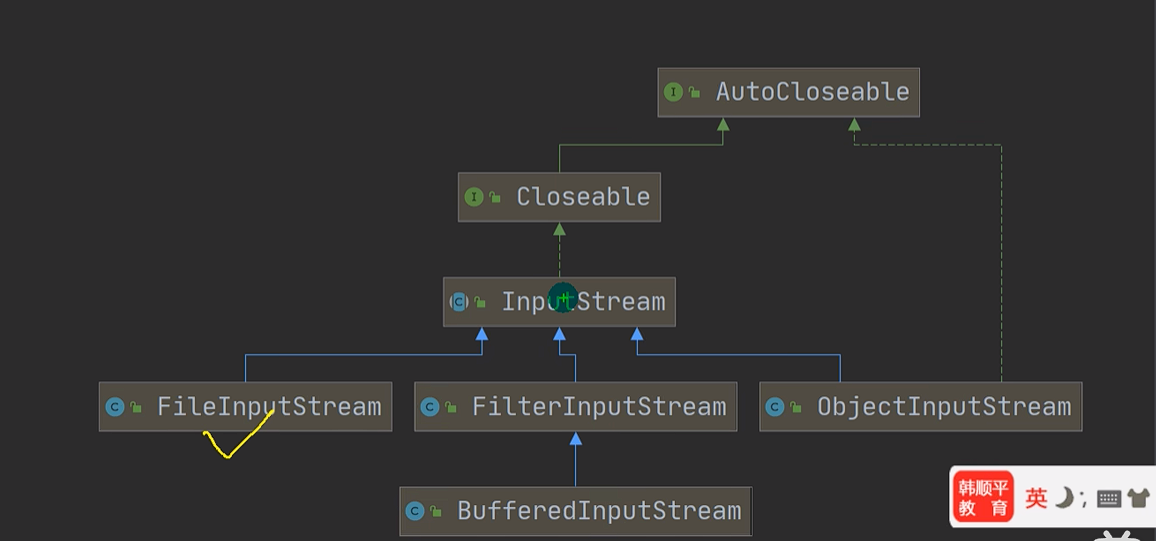 AutoCloseable
Closeable
InputStream
FileInputStream
FilterInputStream
ObjectInputStream
BufferedInputStream
韩顺平
教 育
英